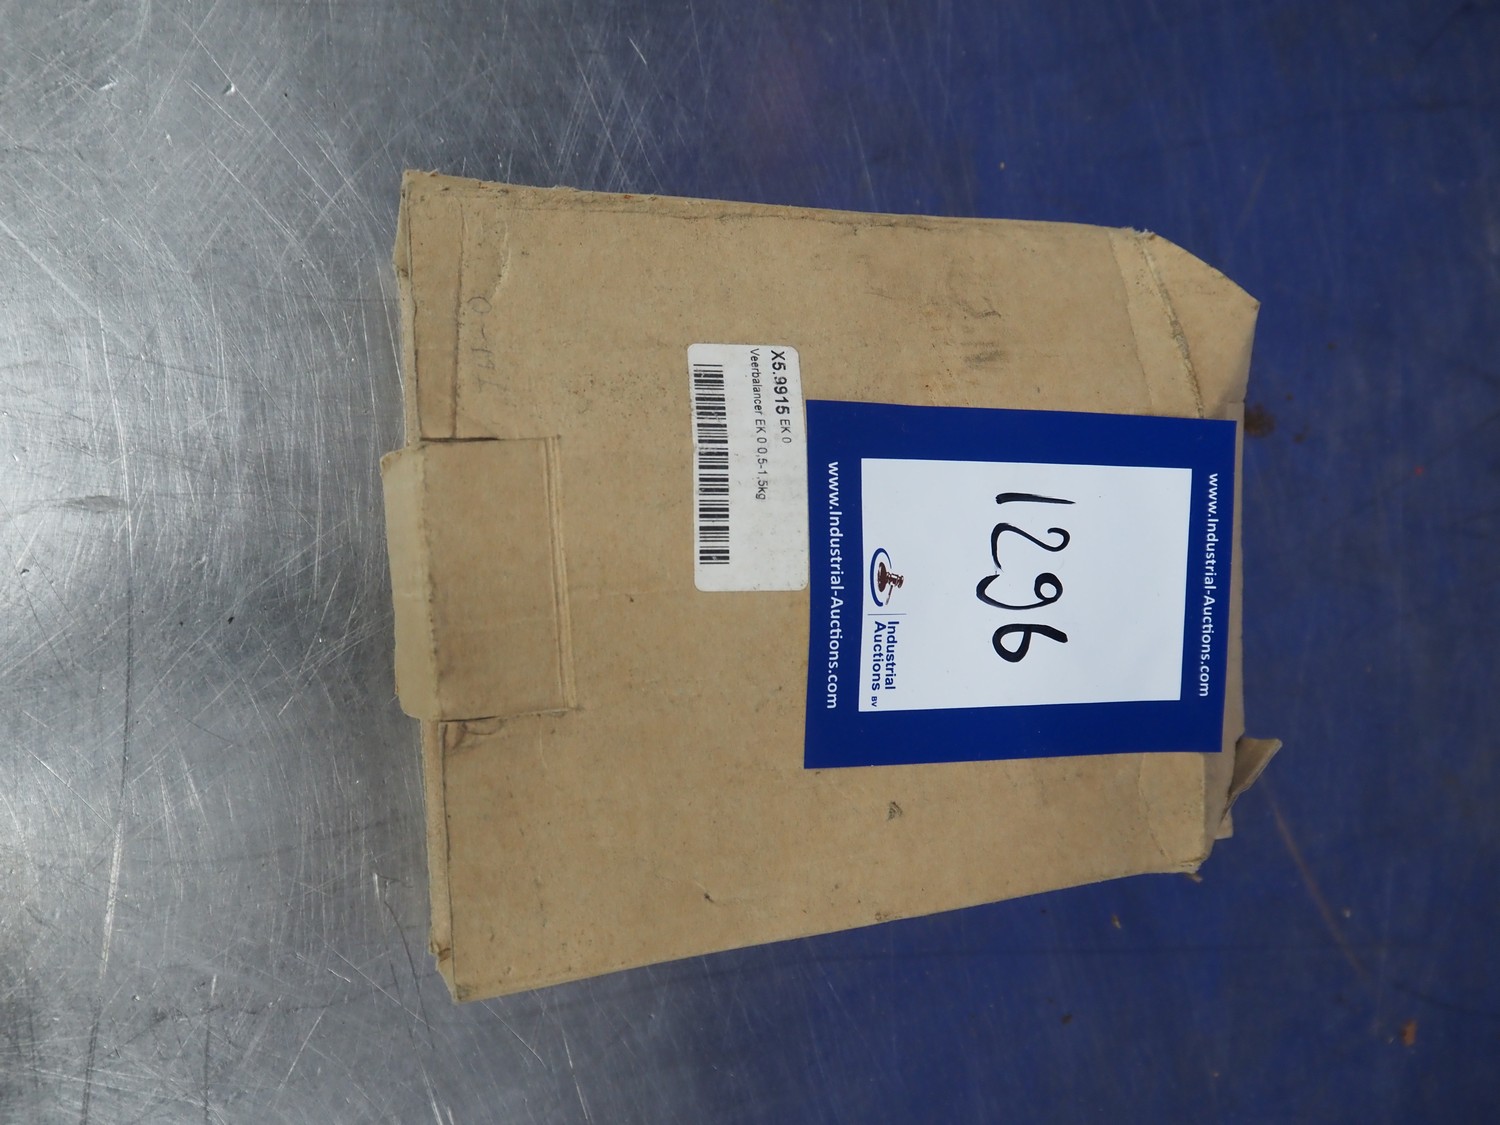 X5.9915 EK 0
Veerbalancer EK 0 0,5-1,5kg
www.Industrial-Auctions.com
1296
Industrial
Auctions BV
www.Industrial-Auctions.com